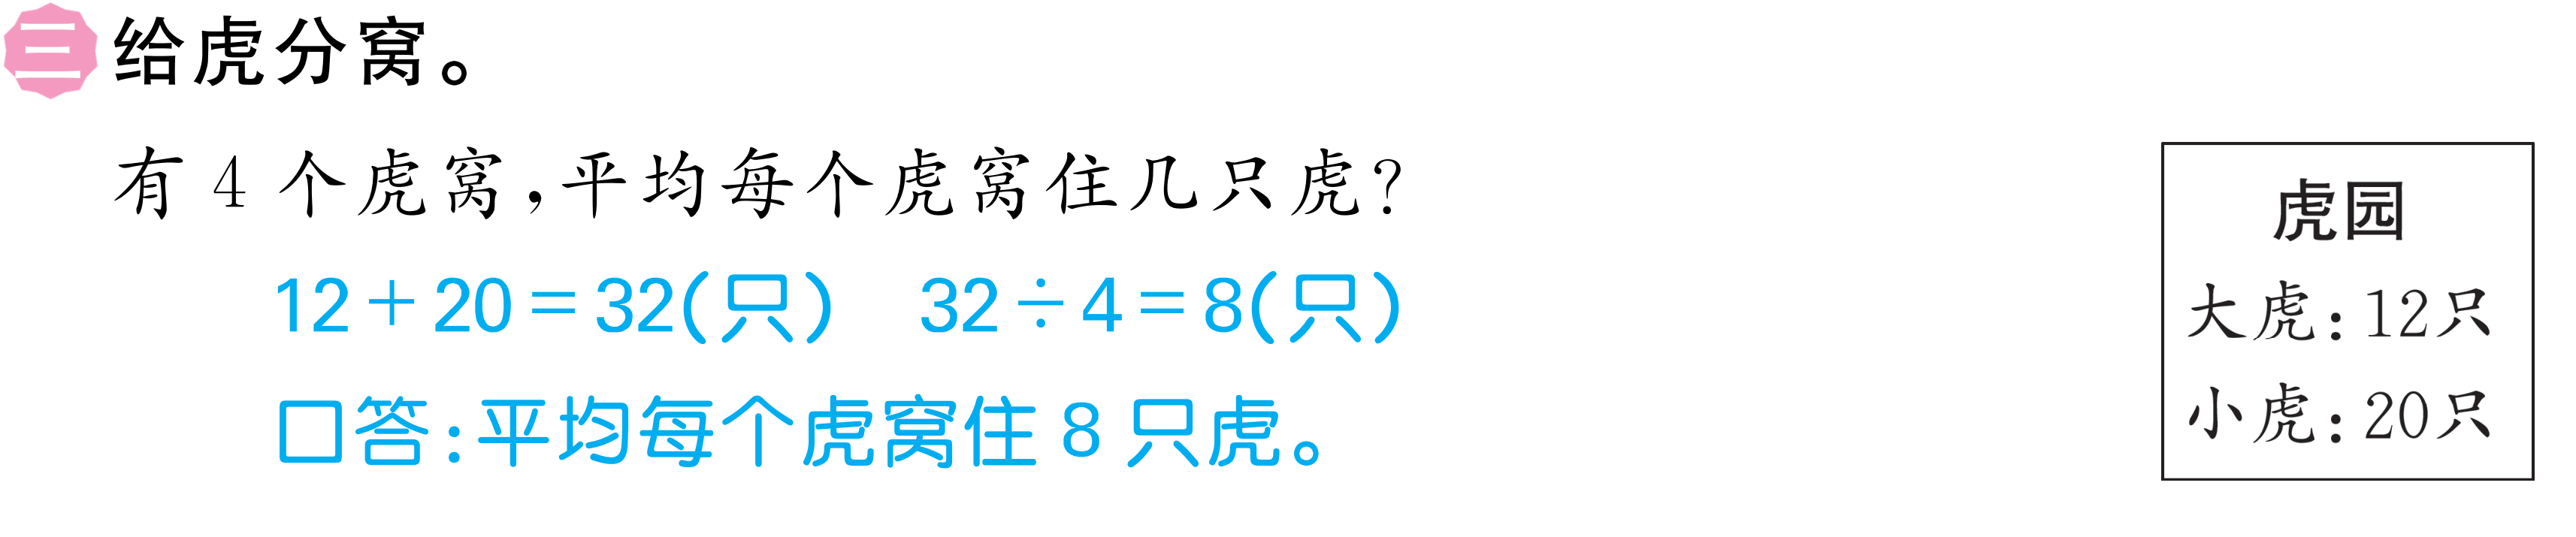 三 给虎分窝。
有 4 个虎窝,平均每个虎窝住几只虎?
12+20=32(只) 32÷4=8(只)
口答:平均每个虎窝住 8 只虎。
虎园
大虎:12只
小虎:20只